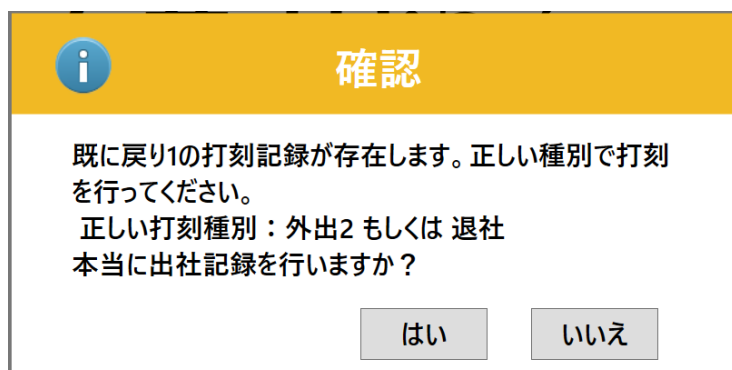 確認
既に戻り1の打刻記録が存在します。正しい種別で打刻
を行ってください。
正しい打刻種別：外出2 もしくは 退社
本当に出社記録を行いますか？
はい
いいえ